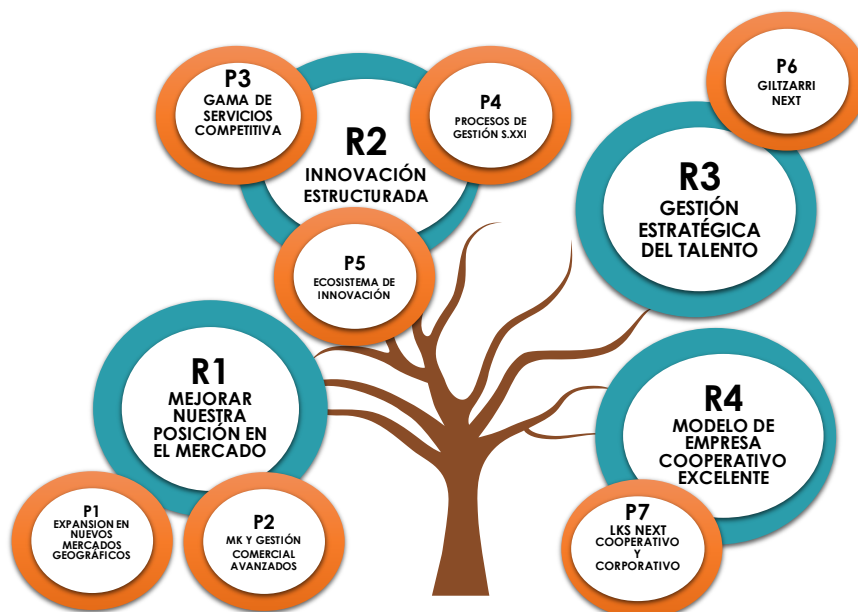 P3
GAMA DE
SERVICIOS
COMPETITIVA
P4
PROCESOS DE
GESTIÓN S.XXI
R2
INNOVACIÓN
ESTRUCTURADA
P5
ECOSISTEMA DE
INNOVACIÓN
P6
GILTZARRI
NEXT
R3
GESTIÓN
ESTRATÉGICA
DEL TALENTO
R1
MEJORAR
NUESTRA
POSICIÓN EN
EL MERCADO
P1
EXPANSION EN
NUEVOS
MERCADOS
GEOGRÁFICOS
P2
MK Y GESTIÓN
COMERCIAL
AVANZADOS
R4
MODELO DE
EMPRESA
COOPERATIVO
EXCELENTE
P7
LKS NEXT
COOPERATIVO
Y
CORPORATIVO